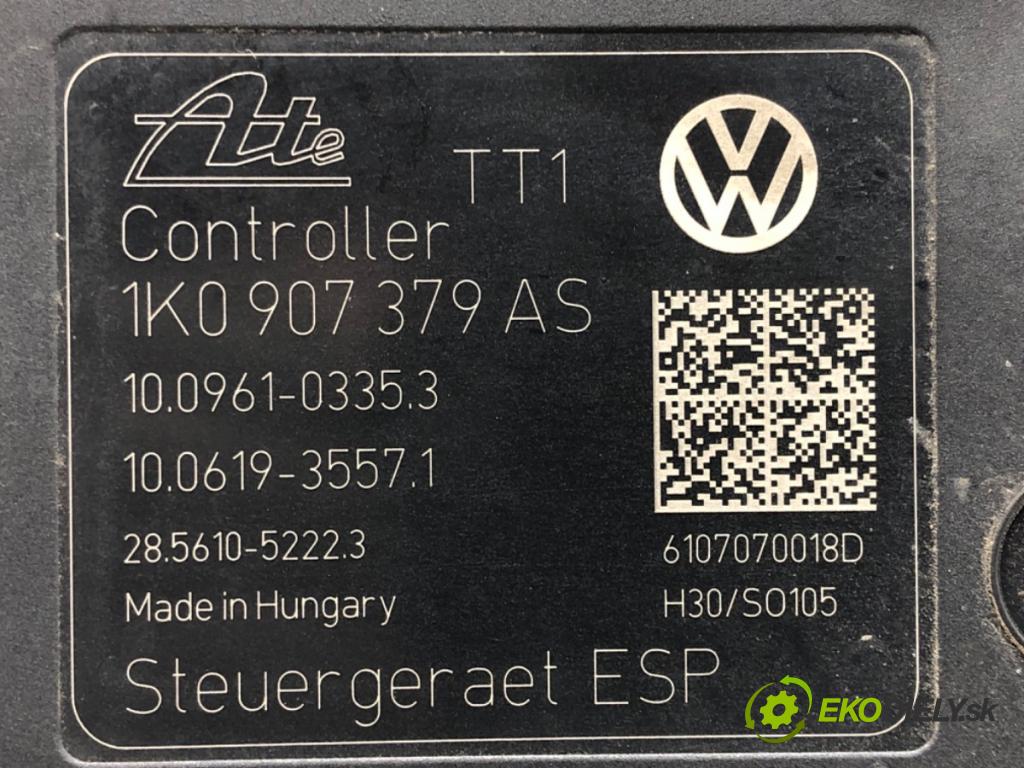 Ate
TT1
Controller
1K0 907 379 AS
10.0961-0335.3
10.0619-3557.1
28.5610-5222.3
6107070018D
Made in Hungary
H30/SO105
Steuergeraet ESP